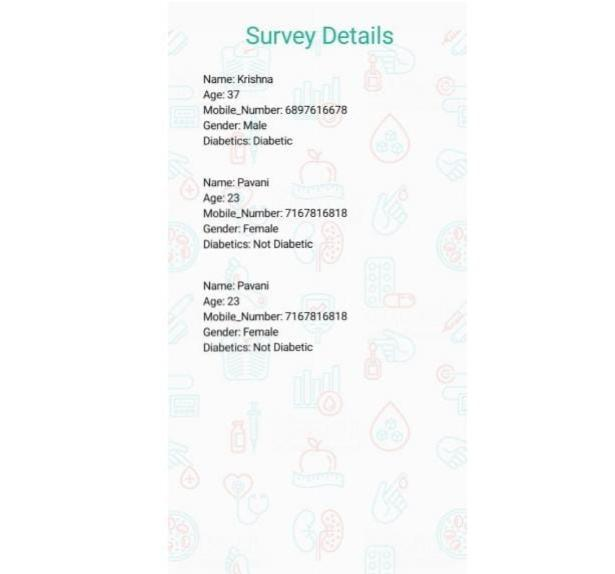 Survey Details
Name: Krishna
Age: 37
Mobile_Number: 6897616678
Gender: Male
Diabetics: Diabetic
Name: Pavani
Age: 23
Mobile_Number: 7167816818
Gender: Female
Diabetics: Not Diabetic
Name: Pavani
Age: 23
Mobile_Number: 7167816818
Gender: Female
Diabetics: Not Diabetic